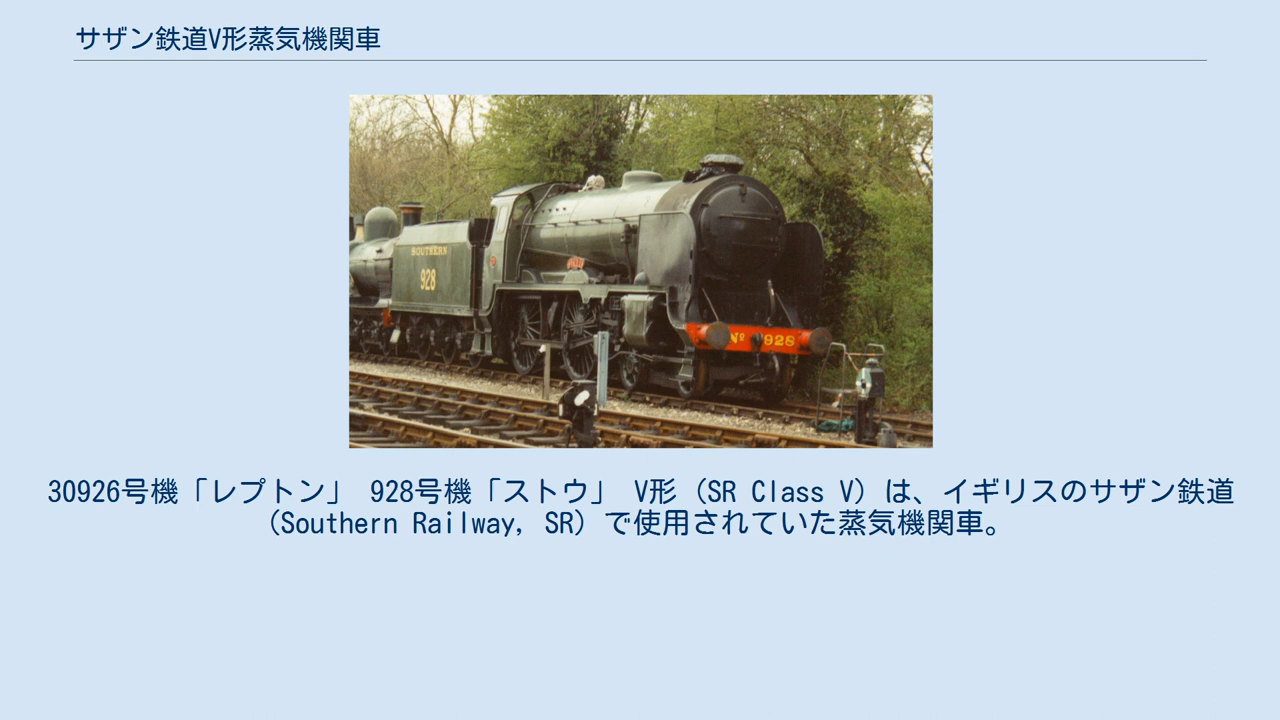 サザン鉄道V形蒸気機関車
SOUTHERN
928
Nº 928
30926号機「レプトン」 928号機「ストウ」 V形（SR Class V）は、イギリスのサザン鉄道
（Southern Railway, SR）で使用されていた蒸気機関車。